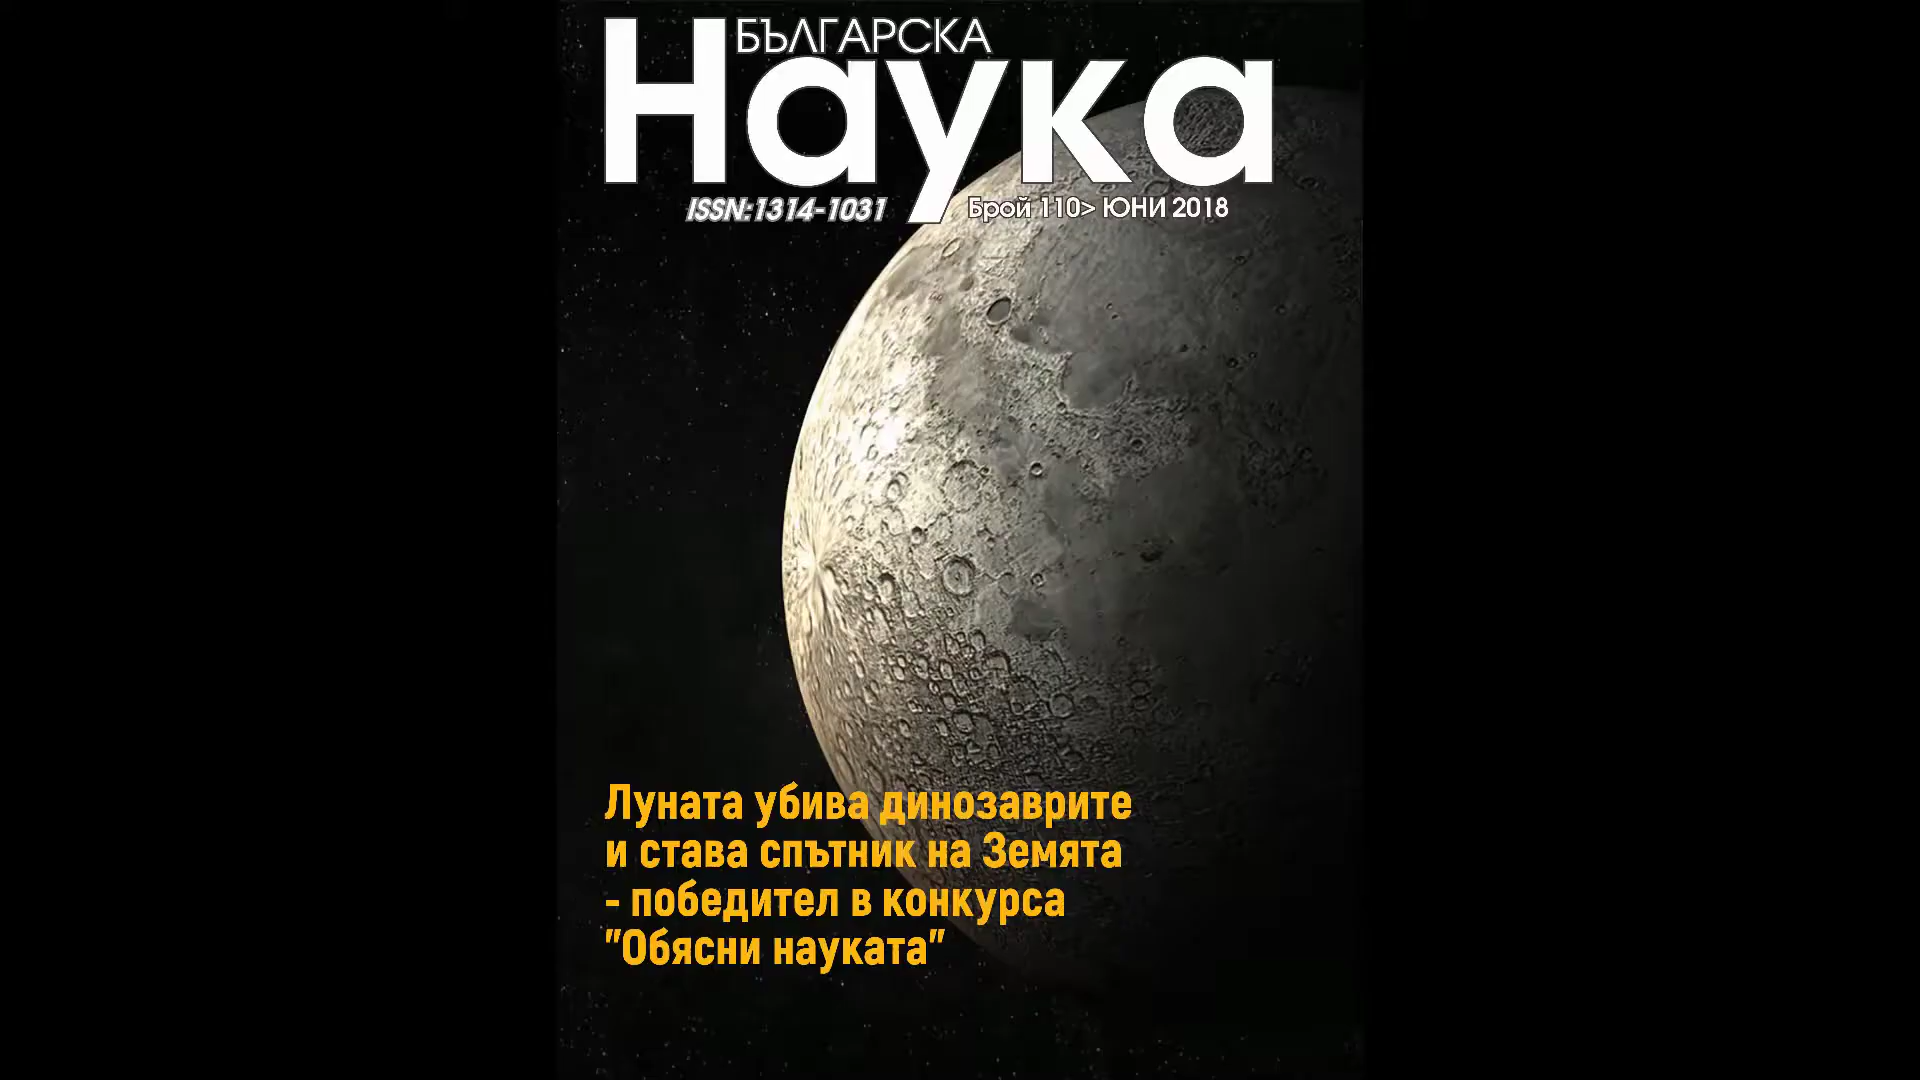 БЪЛГАРСКА
Наука
ISSN:1314-1031
Брой 110> ЮНИ 2018
Луната убива динозаврите
и става спътник на Земята
- победител в конкурса
"Обясни науката"